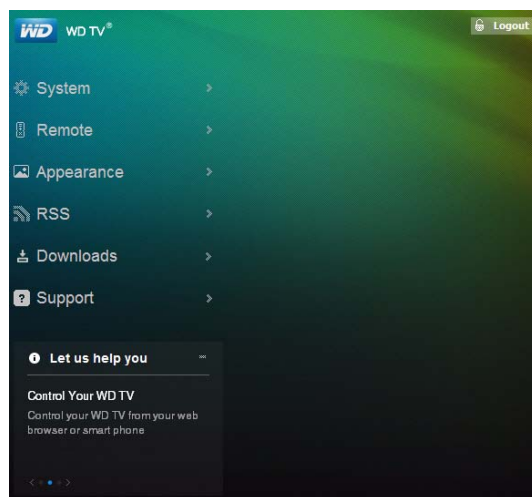 WD WD TV®
Logout
System
Remote
Appearance
RSS
Downloads
? Support
Let us help you
Control Your WD TV
Control your WD TV from your web
browser or smart phone